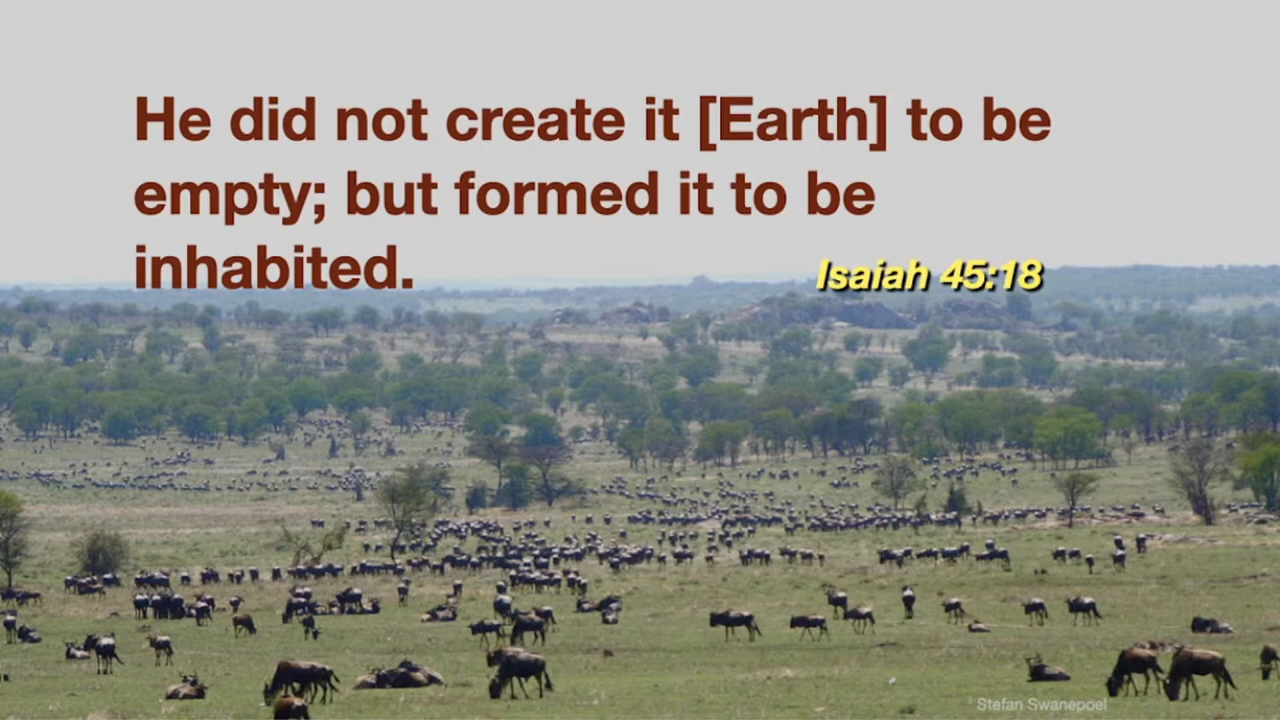 He did not create it [Earth] to be
empty; but formed it to be
inhabited.
Isaiah 45:18
Stefan Swanepoel